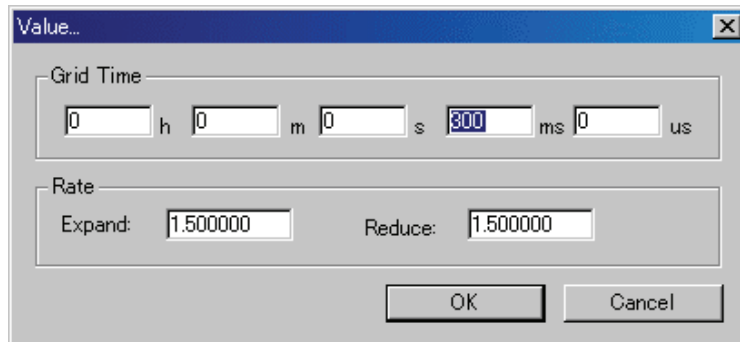 Value...
Grid Time
0 h 0 m 0 s 300 ms 0 us
Rate
Expand: 1.500000 Reduce: 1.500000
OK Cancel